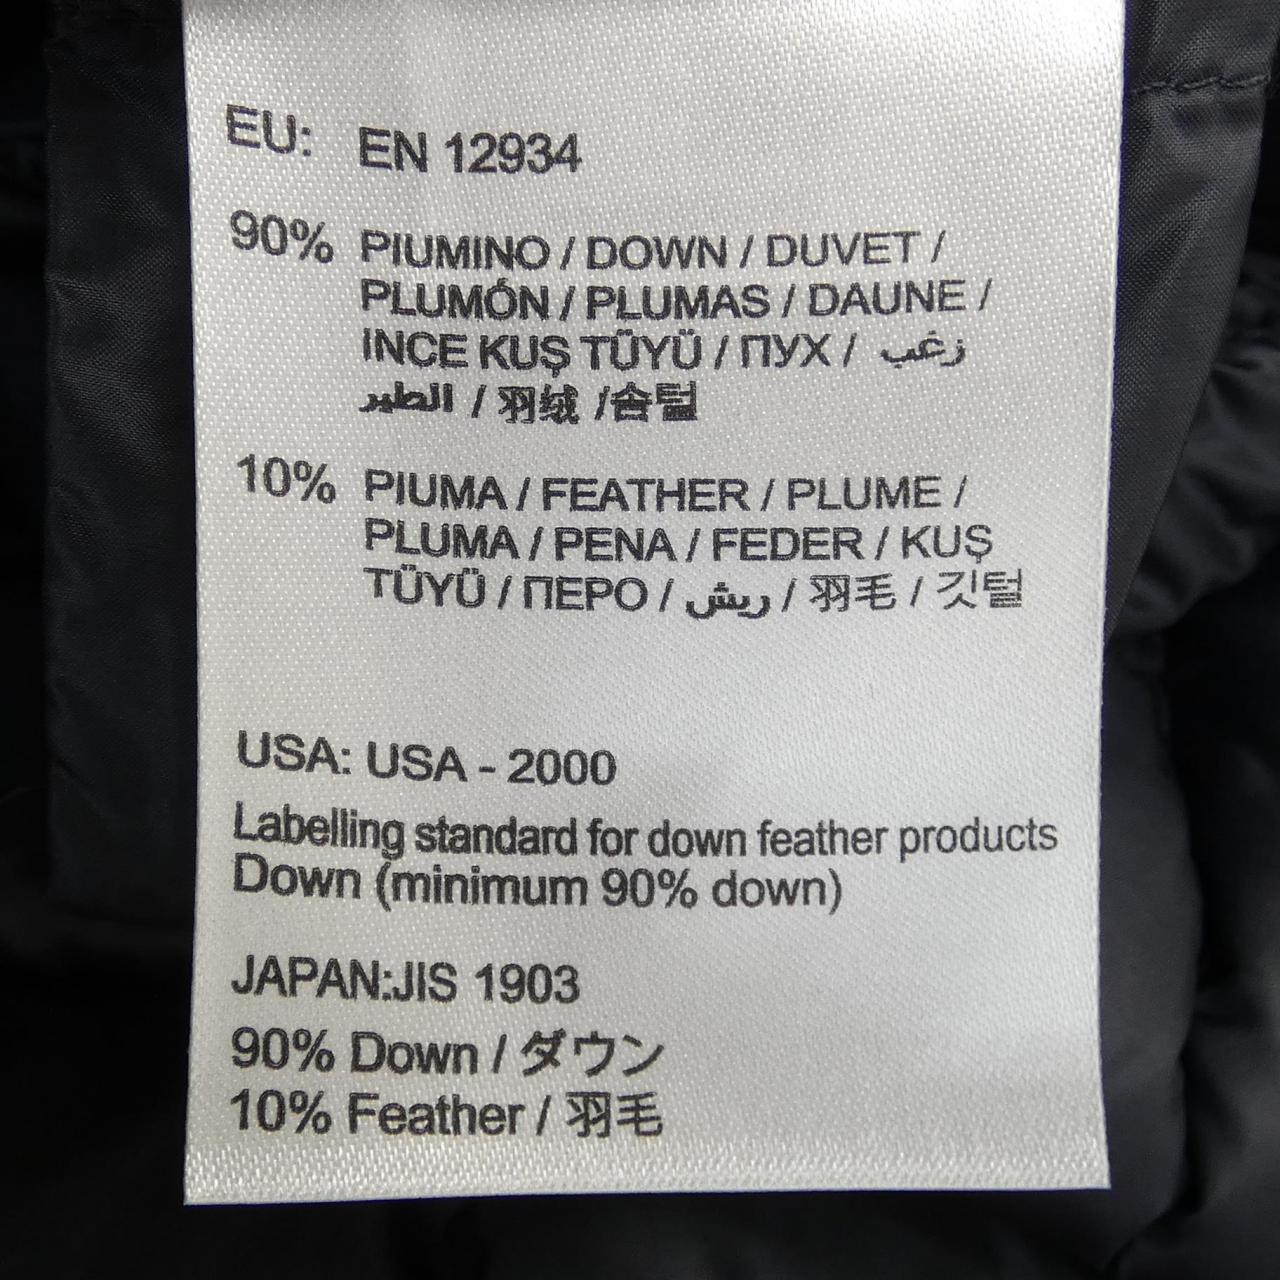 EU: EN 12934
90% PIUMINO / DOWN / DUVET /
PLUMÓN / PLUMAS / DAUNE /
INCE KUŞ TÜYÜ / ПУХ / زغب
الطير / 羽绒 /솜털
10% PIUMA / FEATHER / PLUME /
PLUMA / PENA / FEDER / KUŞ
TÜYÜ / ПЕРО / ريش / 羽毛 / 깃털
USA: USA - 2000
Labelling standard for down feather products
Down (minimum 90% down)
JAPAN:JIS 1903
90% Down / ダウン
10% Feather / 羽毛